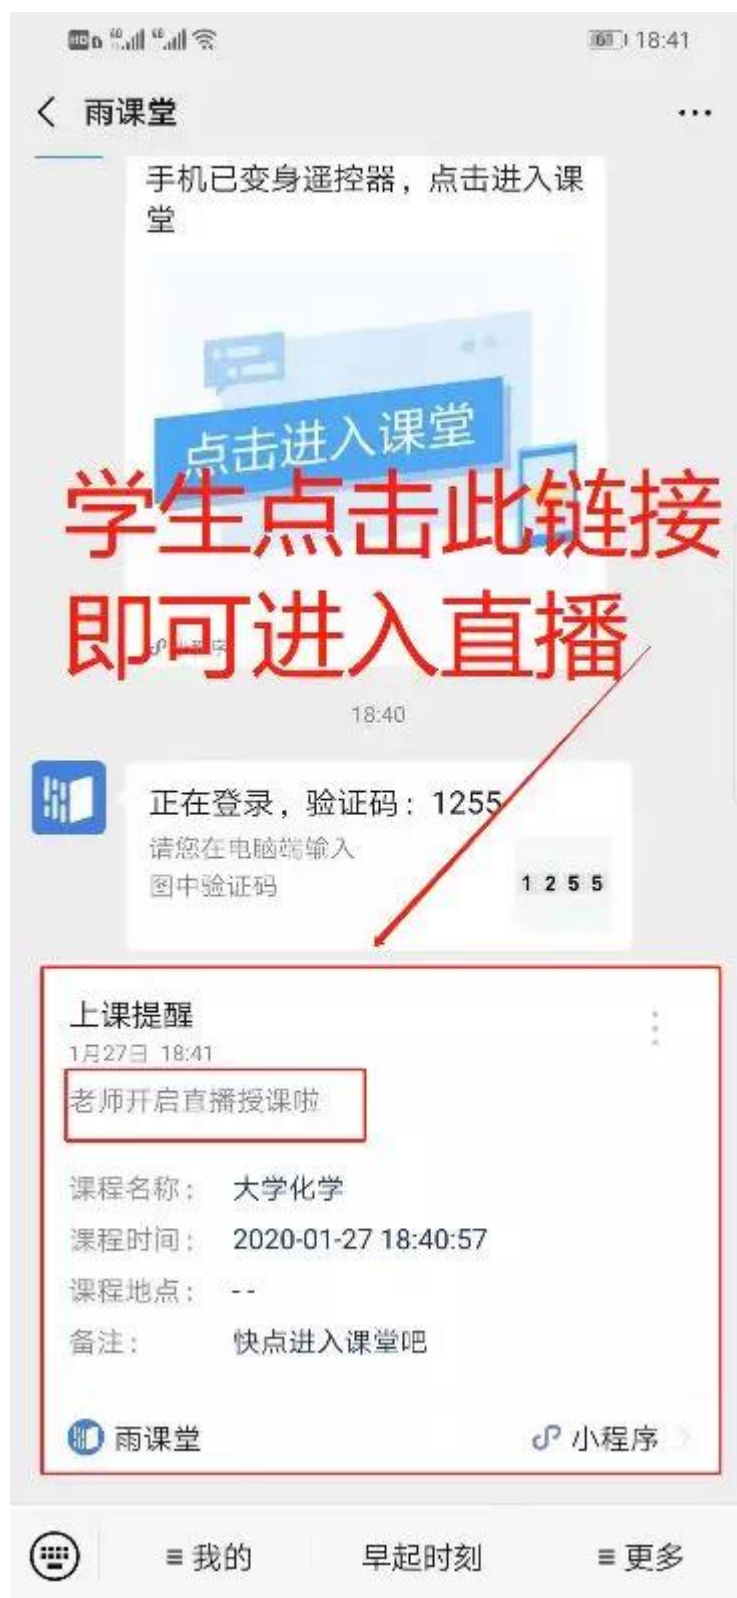 HD 18:41
雨课堂
手机已变身遥控器，点击进入课
堂
点击进入课堂
学生点击此链接
即可进入直播
小程序
18:40
正在登录，验证码：1255
请您在电脑端输入
图中验证码
1 2 5 5
上课提醒
1月27日 18:41
老师开启直播授课啦
课程名称： 大学化学
课程时间： 2020-01-27 18:40:57
课程地点： --
备注： 快点进入课堂吧
雨课堂 小程序
我的 早起时刻 更多